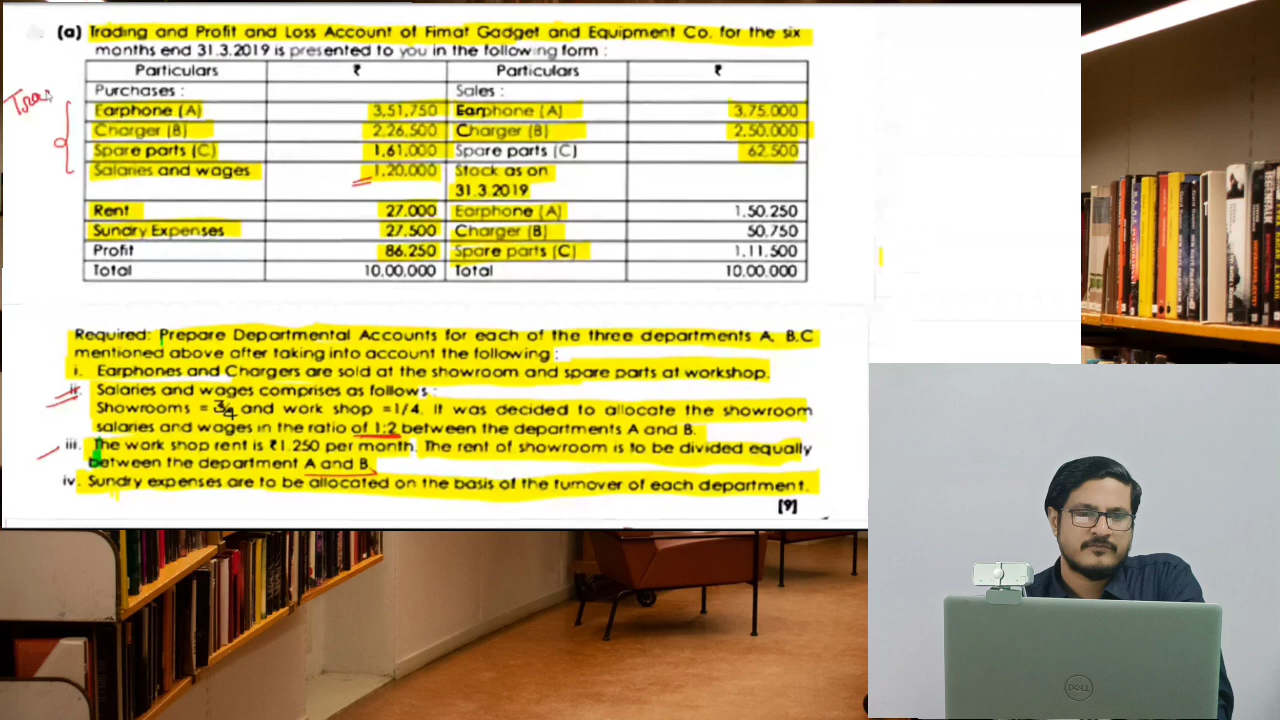 (a) Trading and Profit and Loss Account of Fimat Gadget and Equipment Co. for the six
months end 31.3.2019 is presented to you in the following form :
Particulars ₹ Particulars ₹
Purchases : Sales :
Earphone (A) 3,51,750 Earphone (A) 3,75,000
Charger (B) 2,26,500 Charger (B) 2,50,000
Spare parts (C) 1,61,000 Spare parts (C) 62,500
Salaries and wages 1,20,000 Stock as on
31.3.2019
Rent 27,000 Earphone (A) 1,50,250
Sundry Expenses 27,500 Charger (B) 50,750
Profit 86,250 Spare parts (C) 1,11,500
Total 10,00,000 Total 10,00,000
Tra
Required: Prepare Departmental Accounts for each of the three departments A, B,C
mentioned above after taking into account the following :
i. Earphones and Chargers are sold at the showroom and spare parts at workshop.
ii. Salaries and wages comprises as follows :
Showrooms = 3/4 and work shop =1/4. It was decided to allocate the showroom
salaries and wages in the ratio of 1:2 between the departments A and B.
iii. The work shop rent is ₹1,250 per month. The rent of showroom is to be divided equally
between the department A and B.
iv. Sundry expenses are to be allocated on the basis of the turnover of each department.
[9]
DELL